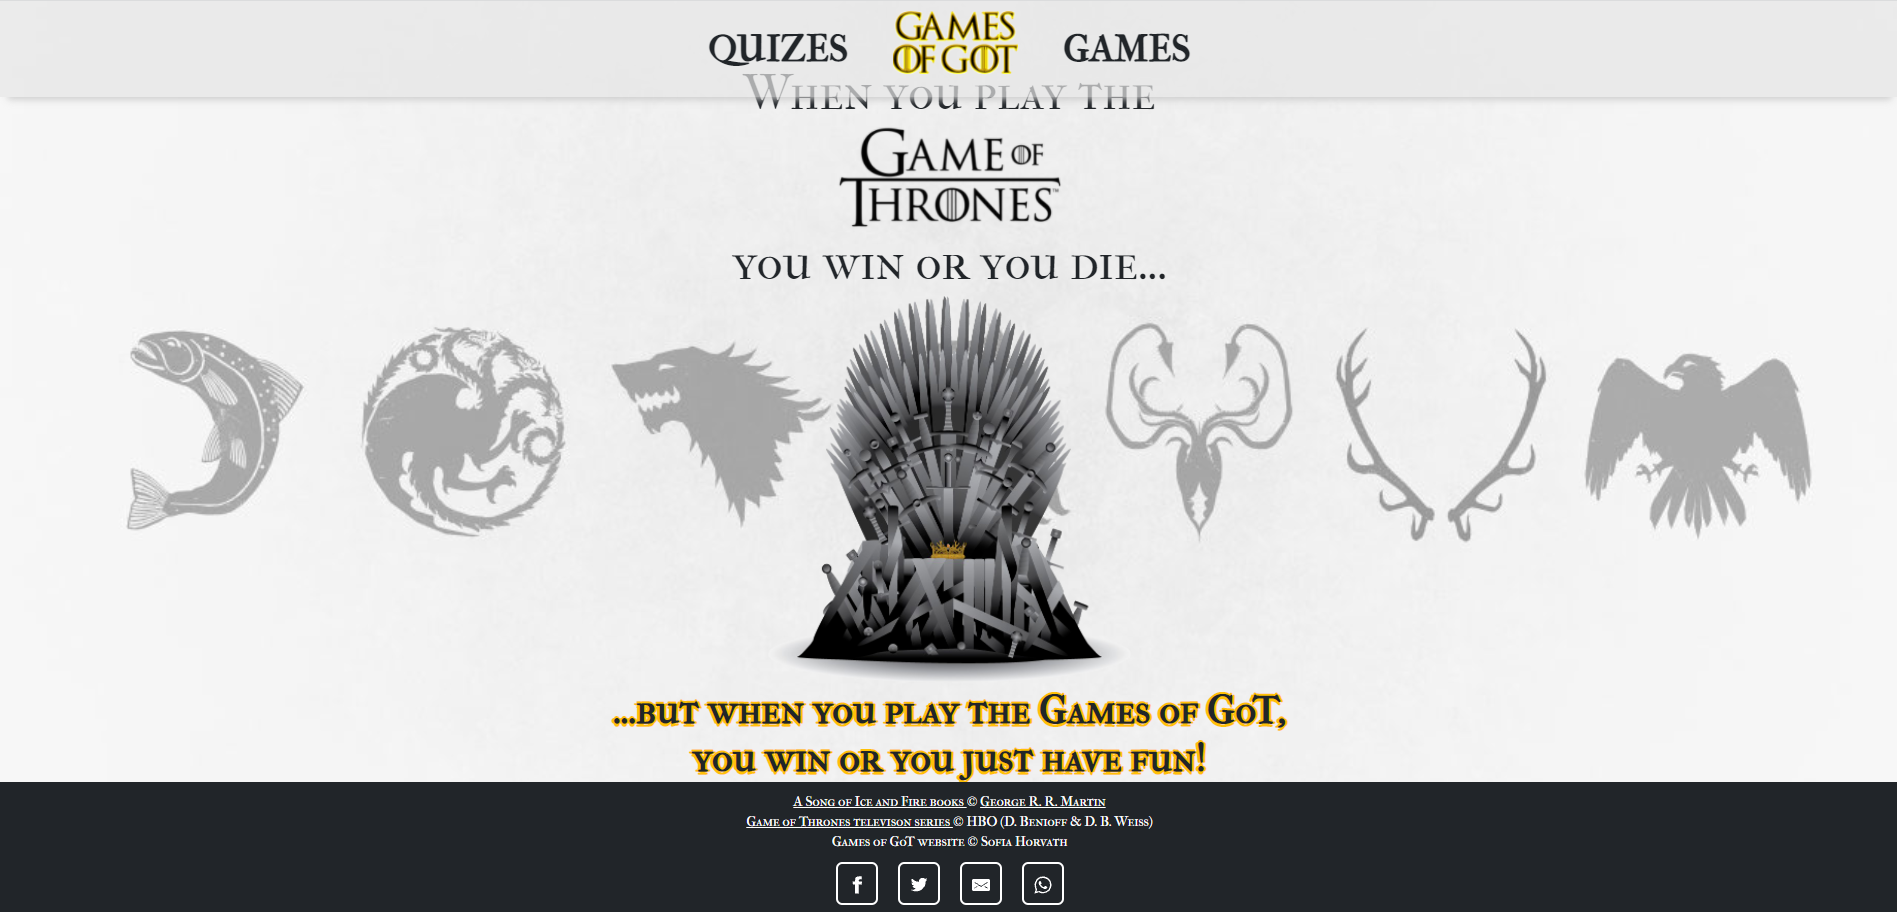 QUIZES
GAMES
OF GOT
GAMES
When you play the
Game of
Thrones™
you win or you die...
...but when you play the Games of GoT,
you win or you just have fun!
A Song of Ice and Fire books © George R. R. Martin
Game of Thrones televison series © HBO (D. Benioff & D. B. Weiss)
Games of GoT website © Sofia Horvath